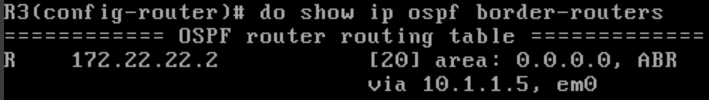 R3(config-router)# do show ip ospf border-routers
============ OSPF router routing table =============
R    172.22.22.2           [20] area: 0.0.0.0, ABR
                           via 10.1.1.5, em0